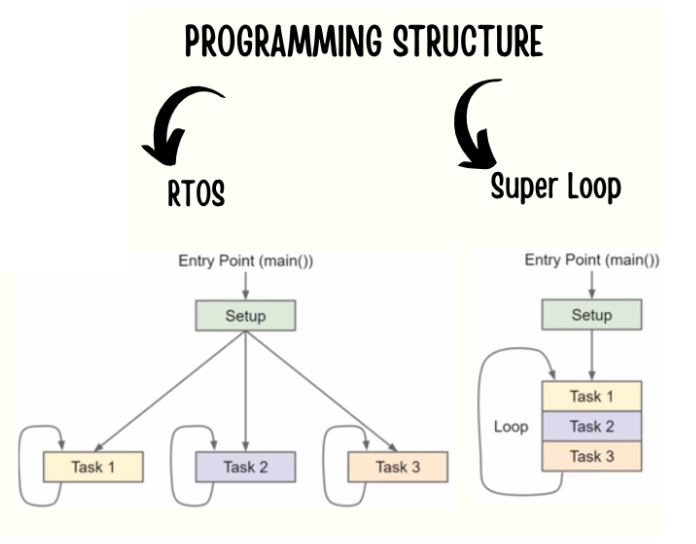 PROGRAMMING STRUCTURE
RTOS
Super Loop
Entry Point (main())
Setup
Task 1
Task 2
Task 3
Entry Point (main())
Setup
Loop
Task 1
Task 2
Task 3